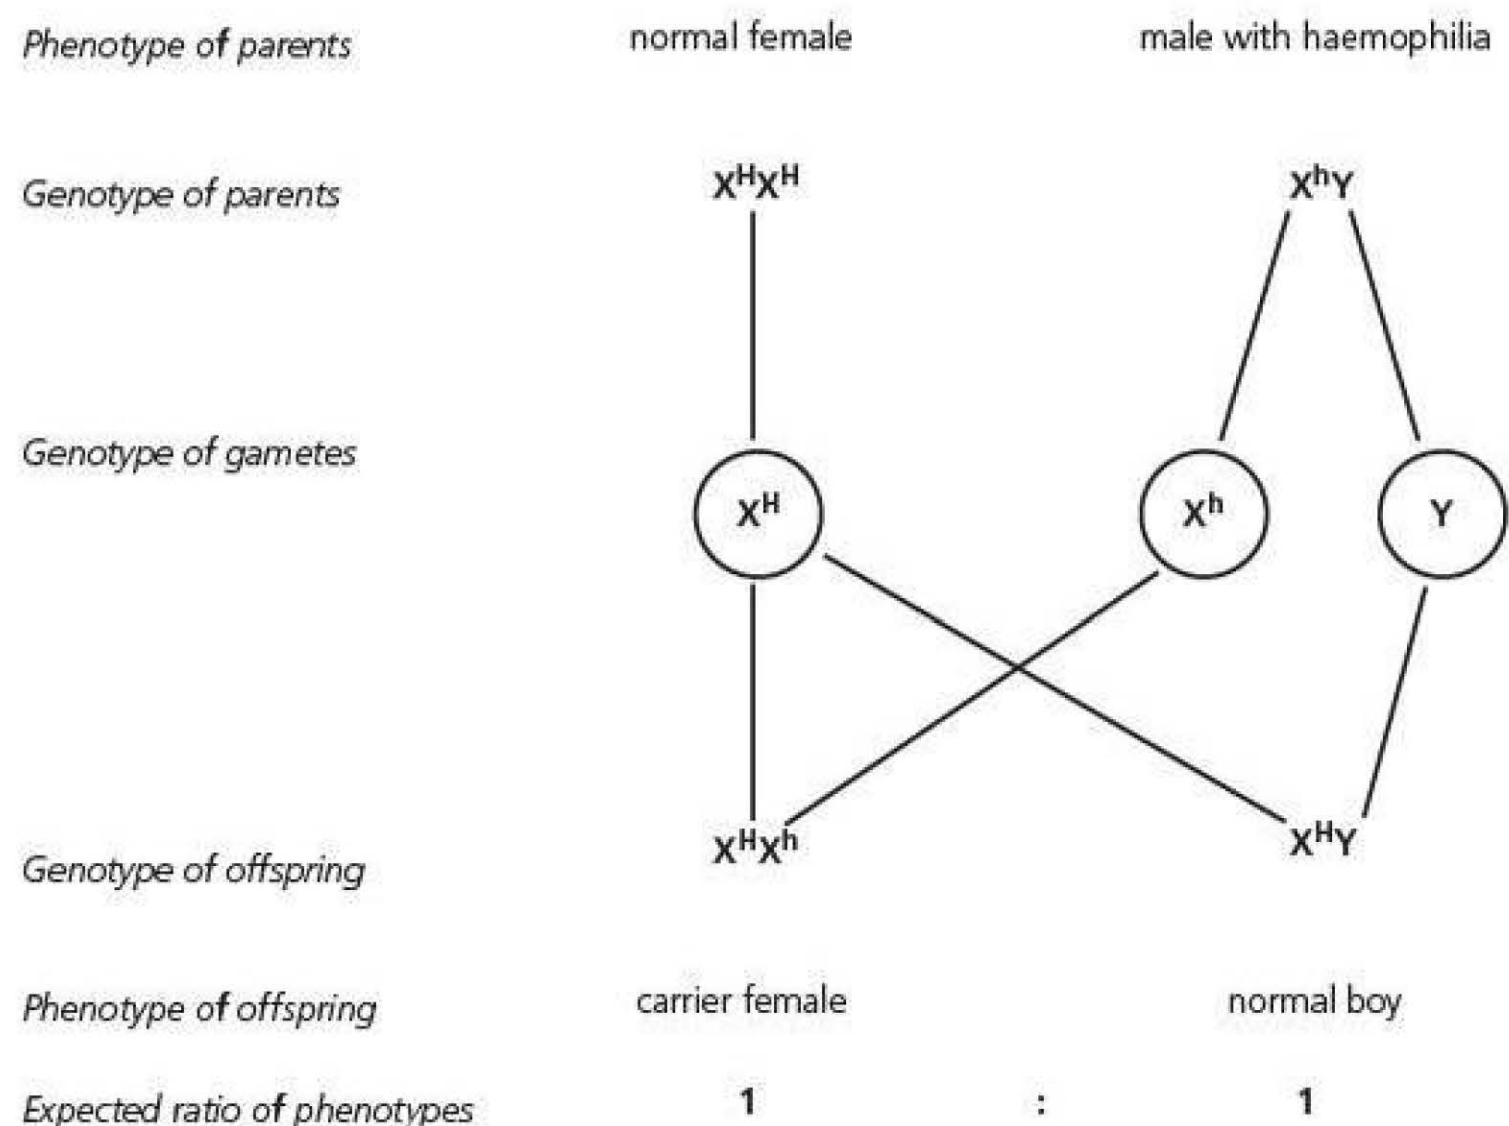 Phenotype of parents normal female male with haemophilia
Genotype of parents XᴴXᴴ XʰY
Genotype of gametes Xᴴ Xʰ Y
Genotype of offspring XᴴXʰ XᴴY
Phenotype of offspring carrier female normal boy
Expected ratio of phenotypes 1 : 1